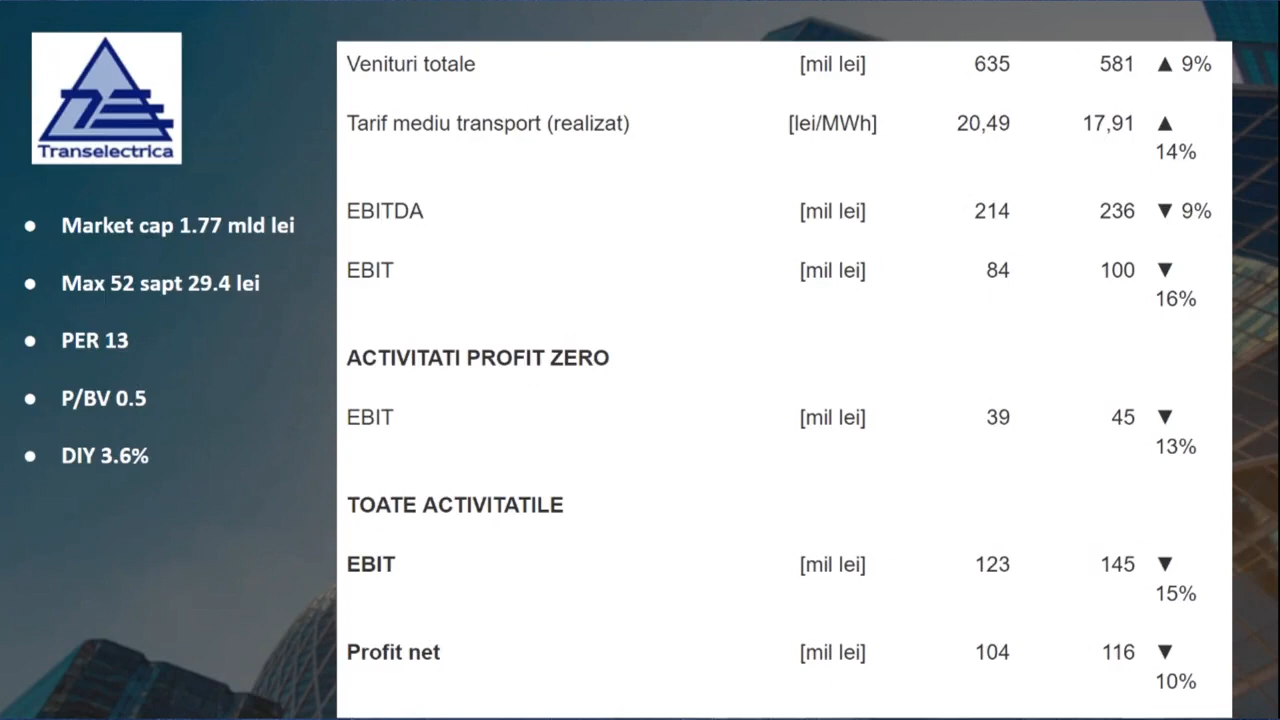 Transelectrica
● Market cap 1.77 mld lei
● Max 52 sapt 29.4 lei
● PER 13
● P/BV 0.5
● DIY 3.6%
Venituri totale [mil lei] 635 581 ▲ 9%
Tarif mediu transport (realizat) [lei/MWh] 20,49 17,91 ▲
14%
EBITDA [mil lei] 214 236 ▼ 9%
EBIT [mil lei] 84 100 ▼
16%
ACTIVITATI PROFIT ZERO
EBIT [mil lei] 39 45 ▼
13%
TOATE ACTIVITATILE
EBIT [mil lei] 123 145 ▼
15%
Profit net [mil lei] 104 116 ▼
10%